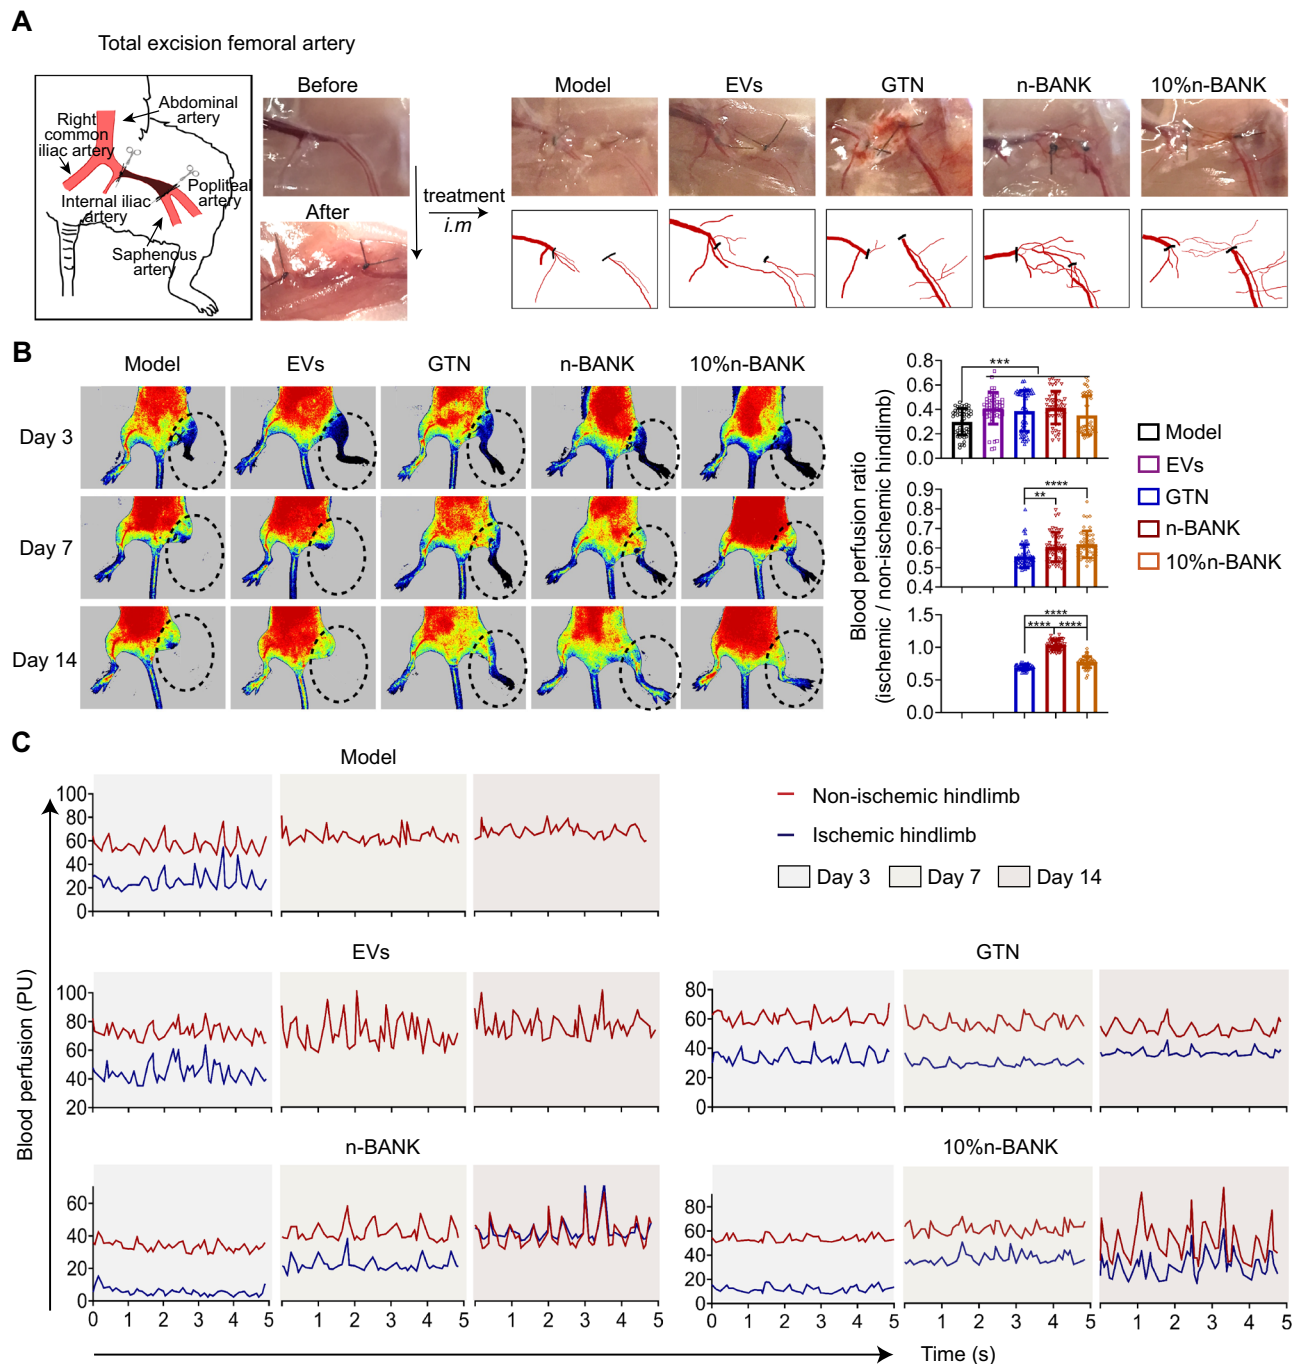 A
Total excision femoral artery
Abdominal
artery
Right
common
iliac artery
Internal iliac
artery
Popliteal
artery
Saphenous
artery
Before
After
treatment
i.m
Model EVs GTN n-BANK 10%n-BANK
B
Model EVs GTN n-BANK 10%n-BANK
Day 3
Day 7
Day 14
Blood perfusion ratio
(ischemic / non-ischemic hindlimb)
0.8
0.6
0.4
0.2
0.0
***
0.9
0.8
0.7
0.6
0.5
0.4
****
**
1.5
1.0
0.5
0.0
****
**** ****
Model
EVs
GTN
n-BANK
10%n-BANK
C
Model
100
80
60
40
20
0
Non-ischemic hindlimb
Ischemic hindlimb
Day 3 Day 7 Day 14
Blood perfusion (PU)
EVs
100
80
60
40
20
GTN
80
60
40
20
0
n-BANK
60
40
20
0
0 1 2 3 4 5 1 2 3 4 5 1 2 3 4 5
10%n-BANK
80
60
40
20
0
0 1 2 3 4 5 1 2 3 4 5 1 2 3 4 5
Time (s)